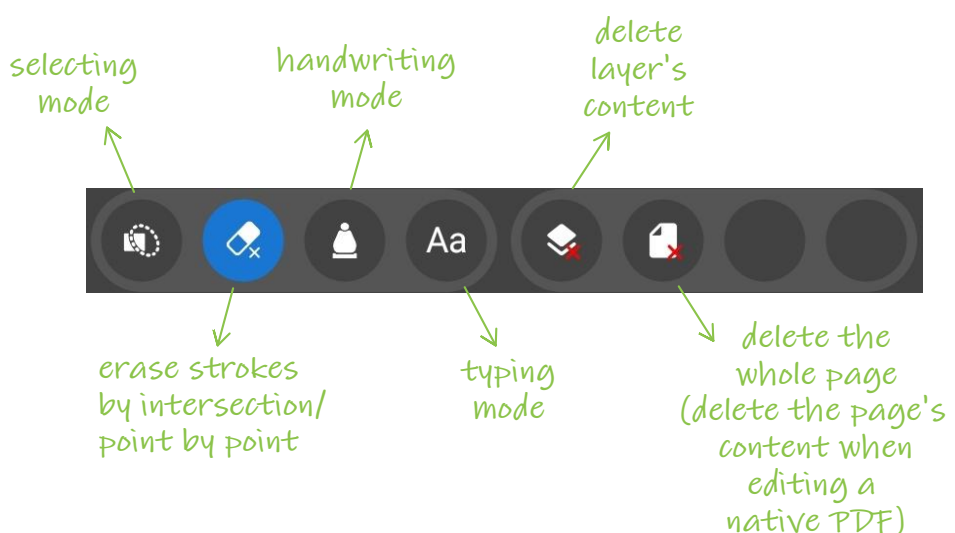 selecting
mode
handwriting
mode
delete
layer's
content
Aa
erase strokes
by intersection/
point by point
typing
mode
delete the
whole page
(delete the page's
content when
editing a
native PDF)